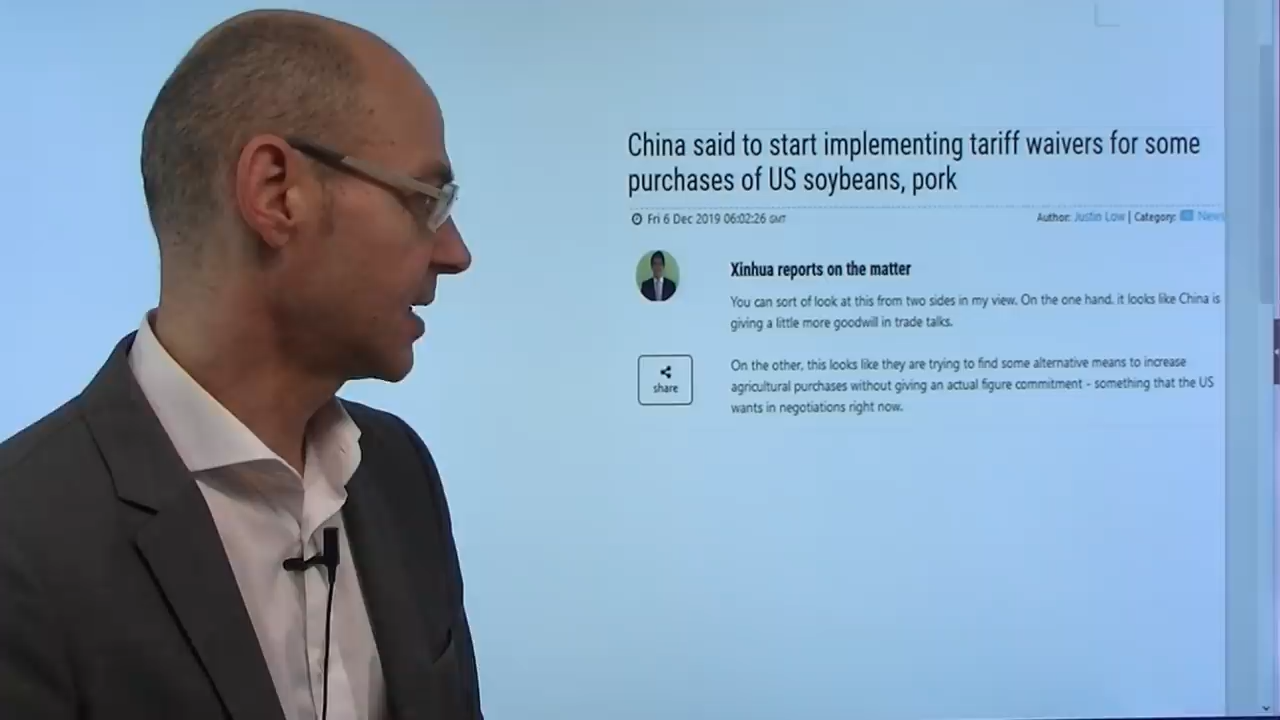 China said to start implementing tariff waivers for some
purchases of US soybeans, pork
Fri 6 Dec 2019 06:02:26 GMT
Author: Justin Low | Category: News
Xinhua reports on the matter
You can sort of look at this from two sides in my view. On the one hand. it looks like China is
giving a little more goodwill in trade talks.
share
On the other, this looks like they are trying to find some alternative means to increase
agricultural purchases without giving an actual figure commitment - something that the US
wants in negotiations right now.